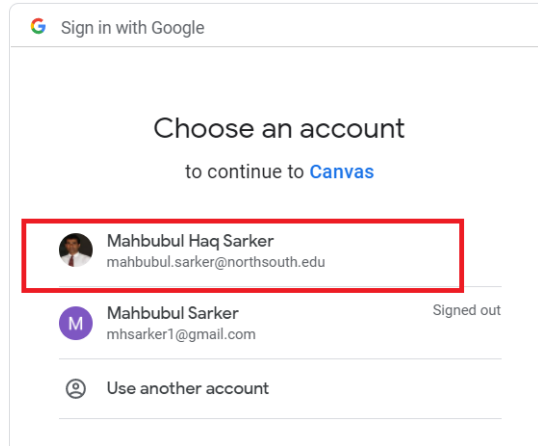 Sign in with Google
Choose an account
to continue to Canvas
Mahbubul Haq Sarker
mahbubul.sarker@northsouth.edu
Mahbubul Sarker
Signed out
M
mhsarker1@gmail.com
Use another account